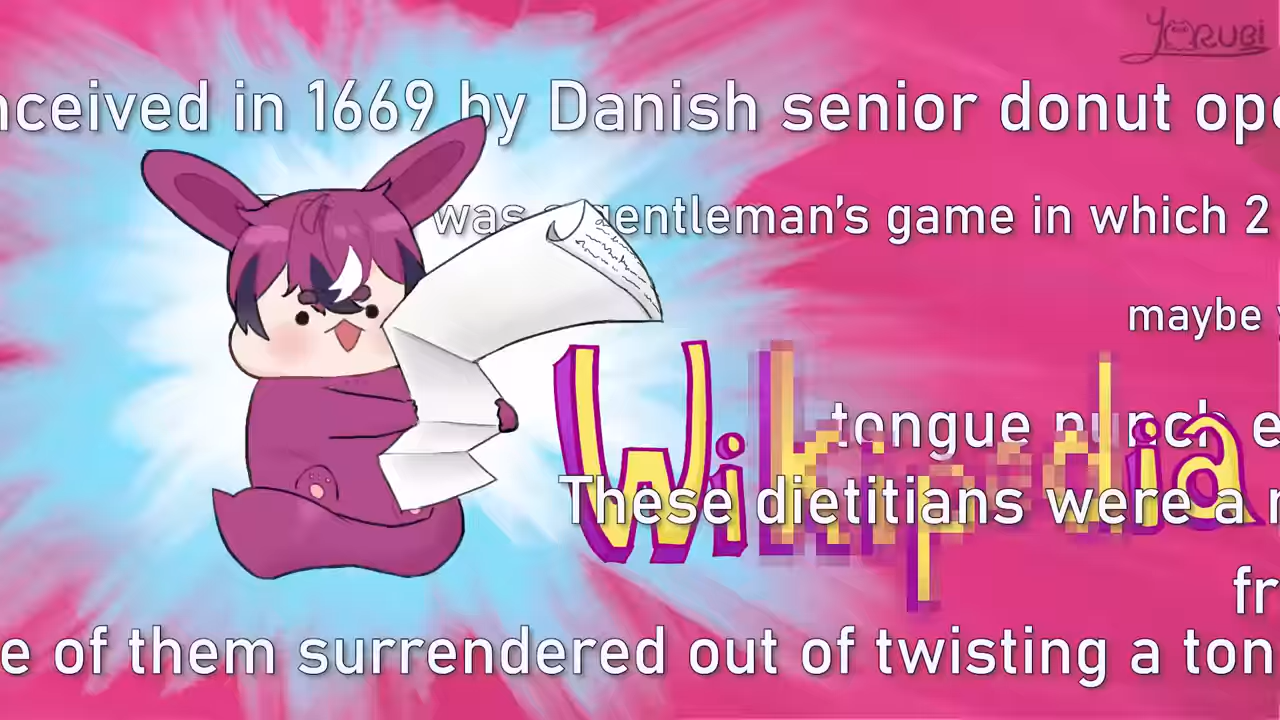 YORUBI
nceived in 1669 by Danish senior donut ope
was a gentleman's game in which 2
maybe
tongue punch e
Wikipedia
These dietitians were a
fr
e of them surrendered out of twisting a ton